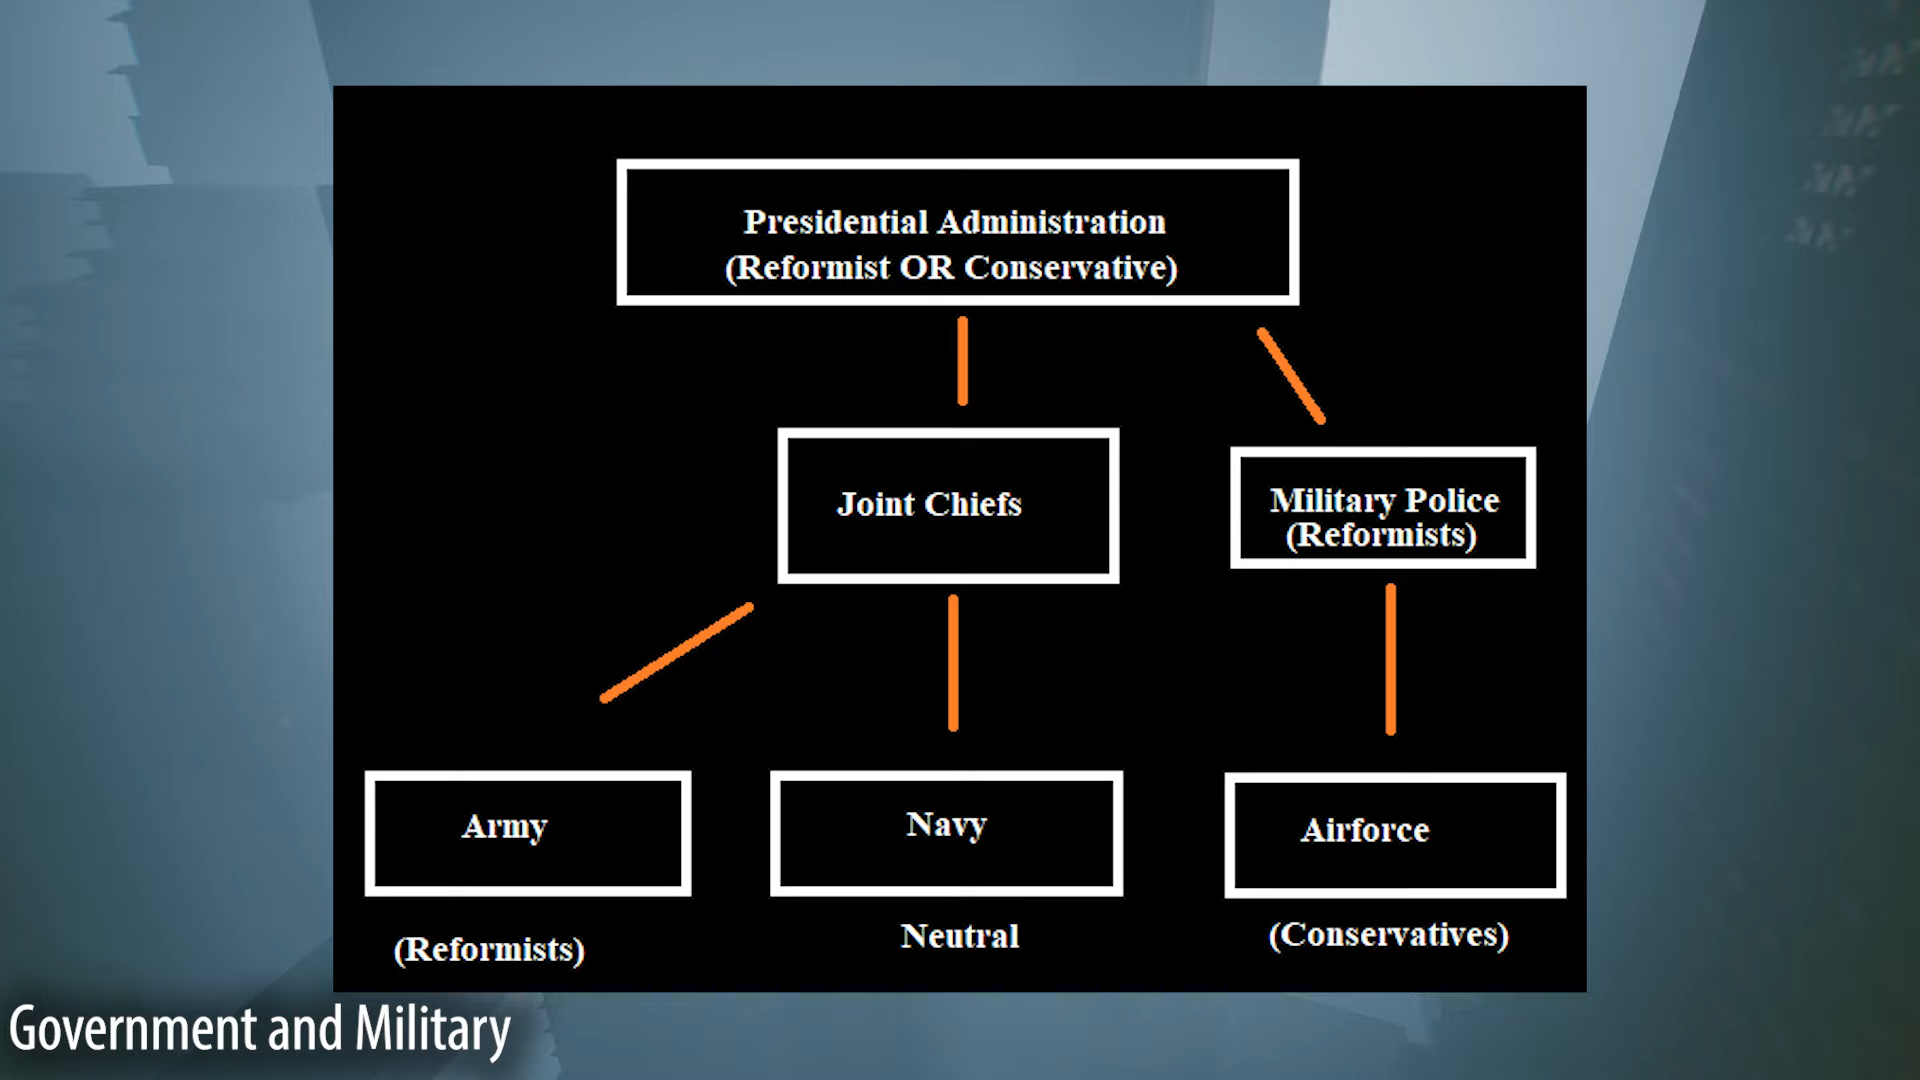 Presidential Administration
(Reformist OR Conservative)
Joint Chiefs
Military Police
(Reformists)
Army
Navy
Airforce
(Reformists)
Neutral
(Conservatives)
Government and Military